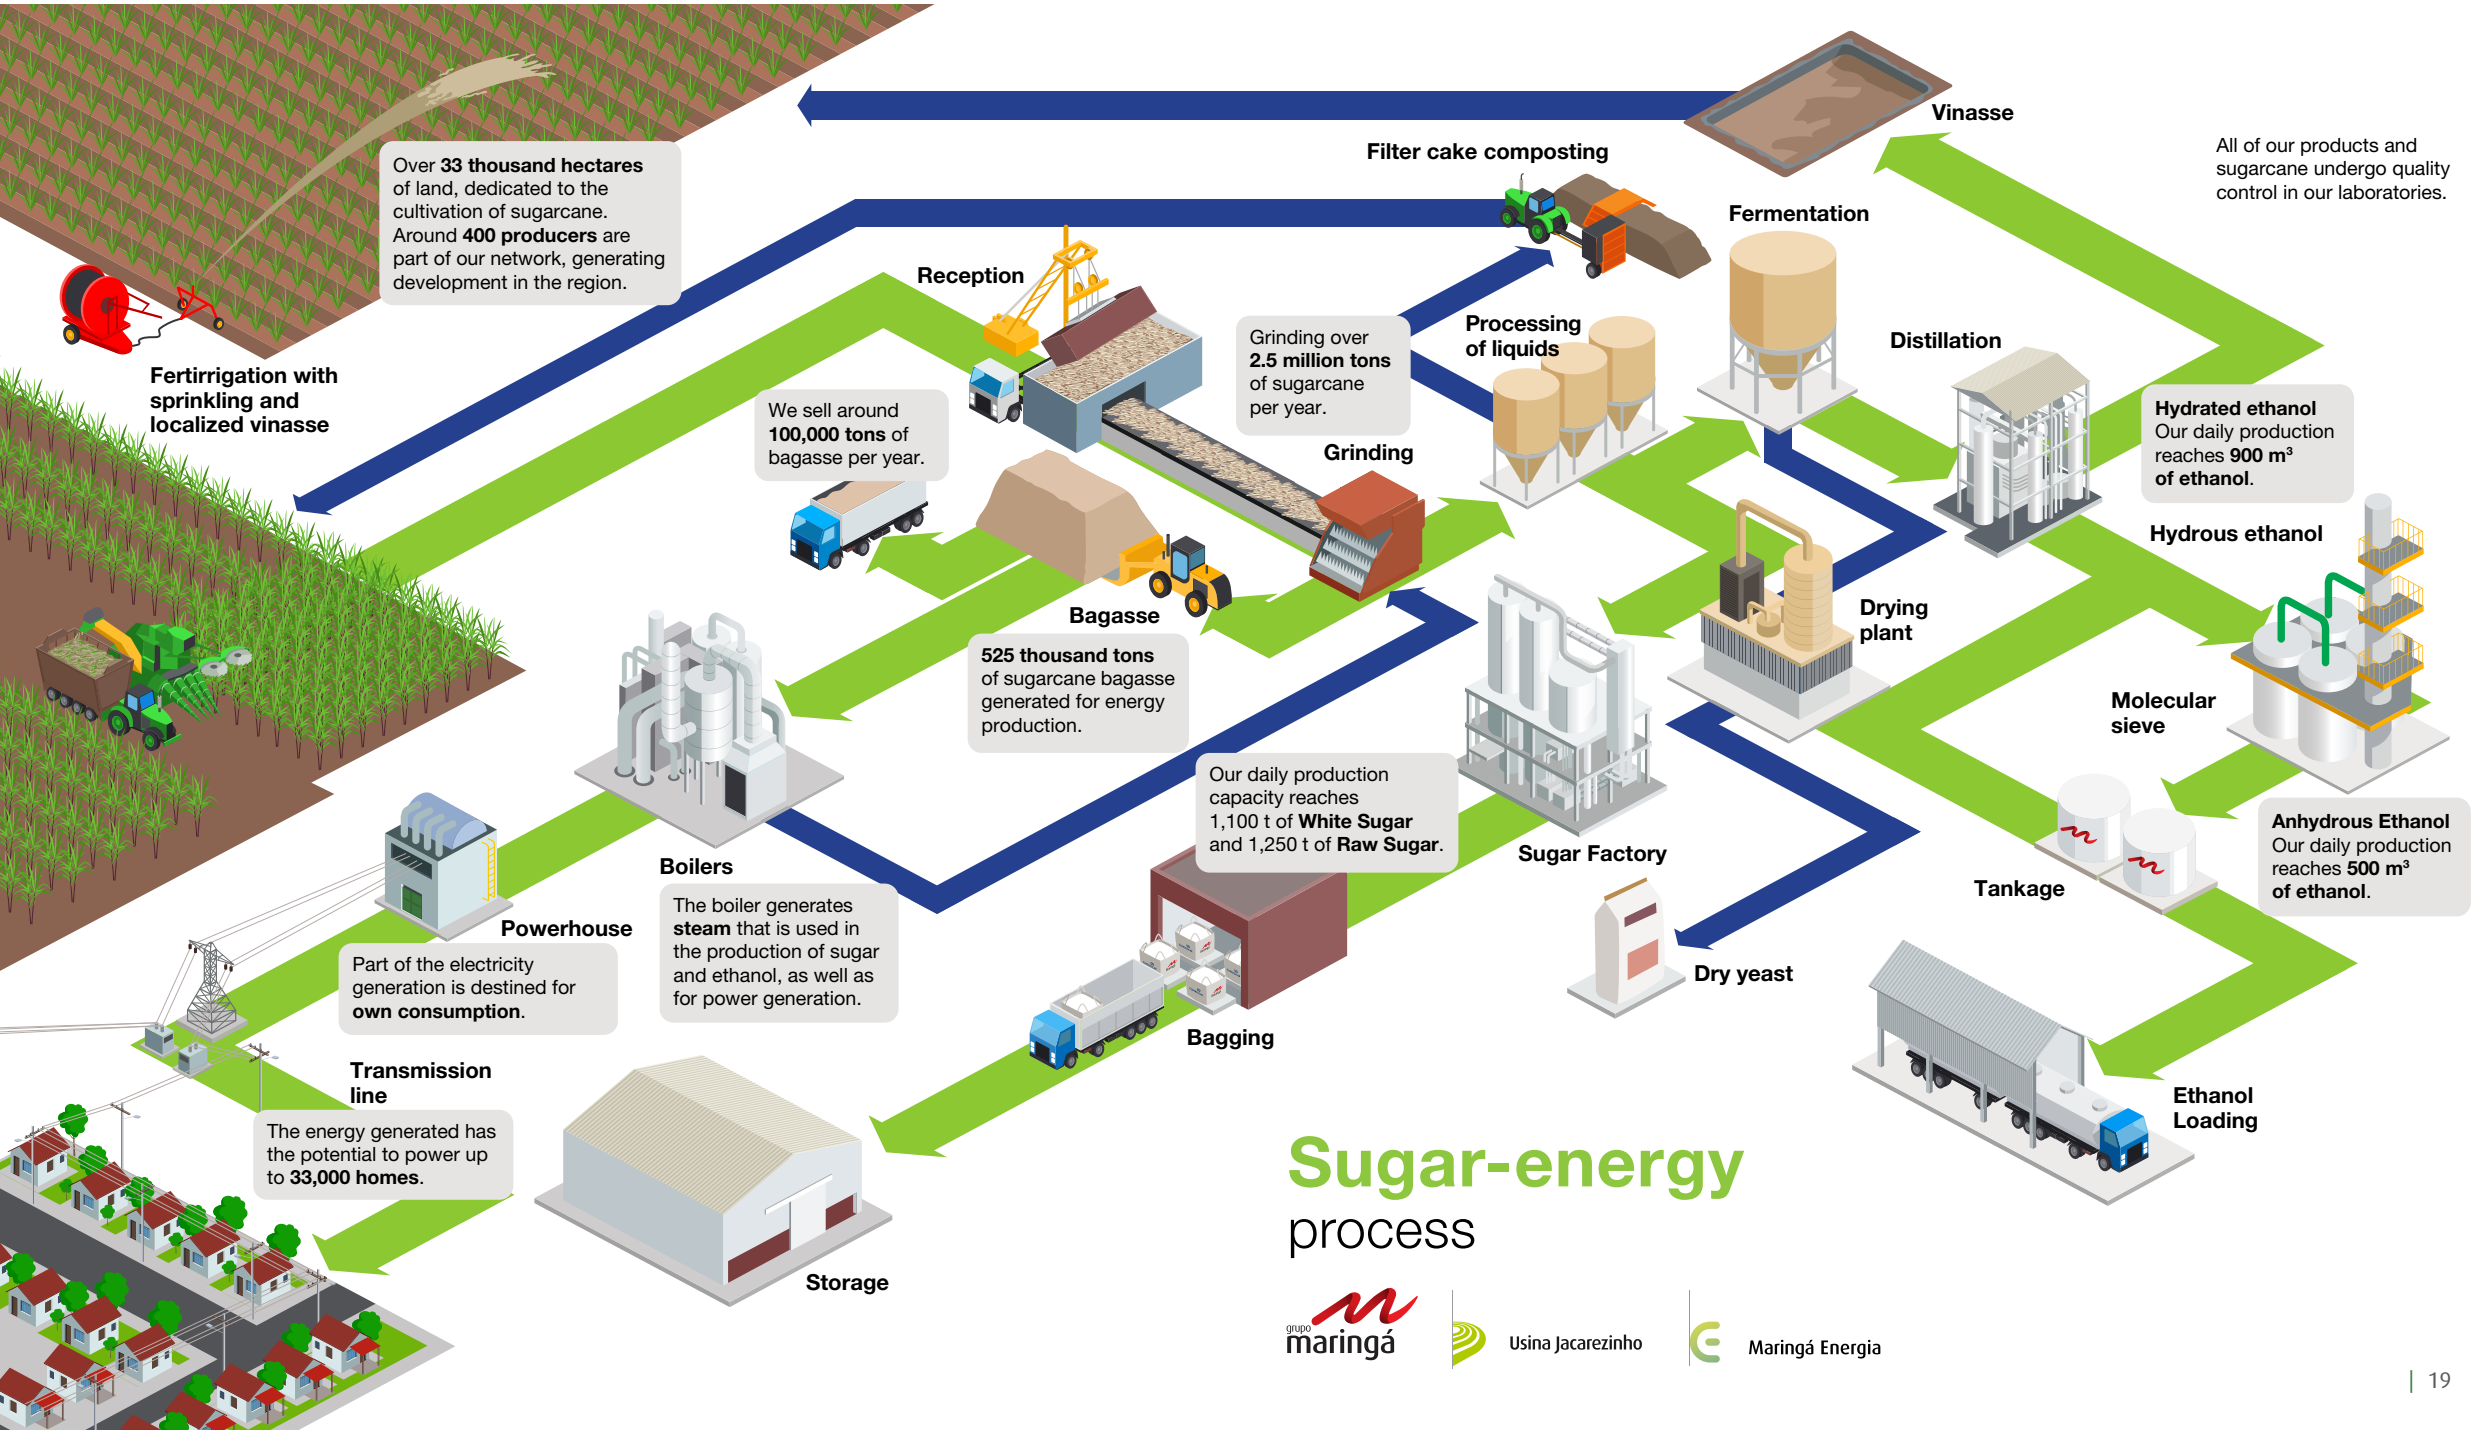 Vinasse
All of our products and
sugarcane undergo quality
control in our laboratories.
Filter cake composting
Over 33 thousand hectares
of land, dedicated to the
cultivation of sugarcane.
Around 400 producers are
part of our network, generating
development in the region.
Fermentation
Reception
Fertirrigation with
sprinkling and
localized vinasse
Grinding over
2.5 million tons
of sugarcane
per year.
Processing
of liquids
Distillation
We sell around
100,000 tons of
bagasse per year.
Grinding
Hydrated ethanol
Our daily production
reaches 900 m³
of ethanol.
Hydrous ethanol
Bagasse
525 thousand tons
of sugarcane bagasse
generated for energy
production.
Drying
plant
Molecular
sieve
Our daily production
capacity reaches
1,100 t of White Sugar
and 1,250 t of Raw Sugar.
Sugar Factory
Anhydrous Ethanol
Our daily production
reaches 500 m³
of ethanol.
Tankage
Boilers
The boiler generates
steam that is used in
the production of sugar
and ethanol, as well as
for power generation.
Powerhouse
Part of the electricity
generation is destined for
own consumption.
Dry yeast
Bagging
Transmission
line
The energy generated has
the potential to power up
to 33,000 homes.
Ethanol
Loading
Storage
Sugar-energy
process
grupo
maringá
Usina Jacarezinho
Maringá Energia
| 19